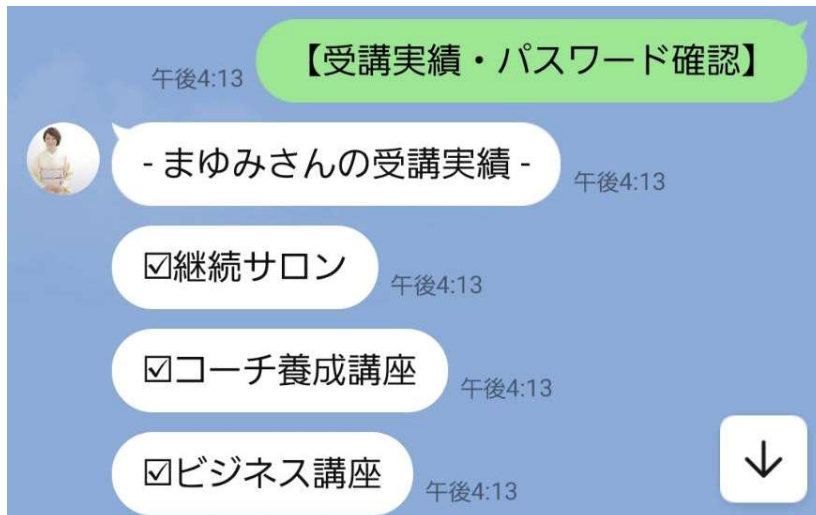 【受講実績・パスワード確認】
午後4:13
- まゆみさんの受講実績 -
午後4:13
☑継続サロン
午後4:13
☑コーチ養成講座
午後4:13
☑ビジネス講座
午後4:13